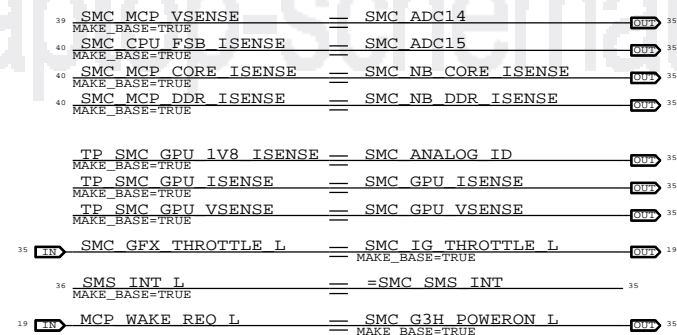 aptop-schema
39 SMC_MCP_VSENSE SMC_ADC14 OUT 35
MAKE_BASE=TRUE
40 SMC_CPU_FSB_ISENSE SMC_ADC15 OUT 35
MAKE_BASE=TRUE
40 SMC_MCP_CORE_ISENSE SMC_NB_CORE_ISENSE OUT 35
MAKE_BASE=TRUE
40 SMC_MCP_DDR_ISENSE SMC_NB_DDR_ISENSE OUT 35
MAKE_BASE=TRUE
TP_SMC_GPU_1V8_ISENSE SMC_ANALOG_ID OUT 35
MAKE_BASE=TRUE
TP_SMC_GPU_ISENSE SMC_GPU_ISENSE OUT 35
MAKE_BASE=TRUE
TP_SMC_GPU_VSENSE SMC_GPU_VSENSE OUT 35
MAKE_BASE=TRUE
35 IN SMC_GFX_THROTTLE_L SMC_IG_THROTTLE_L OUT 19
MAKE_BASE=TRUE
36 SMS_INT_L =SMC_SMS_INT 35
MAKE_BASE=TRUE
19 IN MCP_WAKE_REQ_L SMC_G3H_POWERON_L OUT 35
MAKE_BASE=TRUE